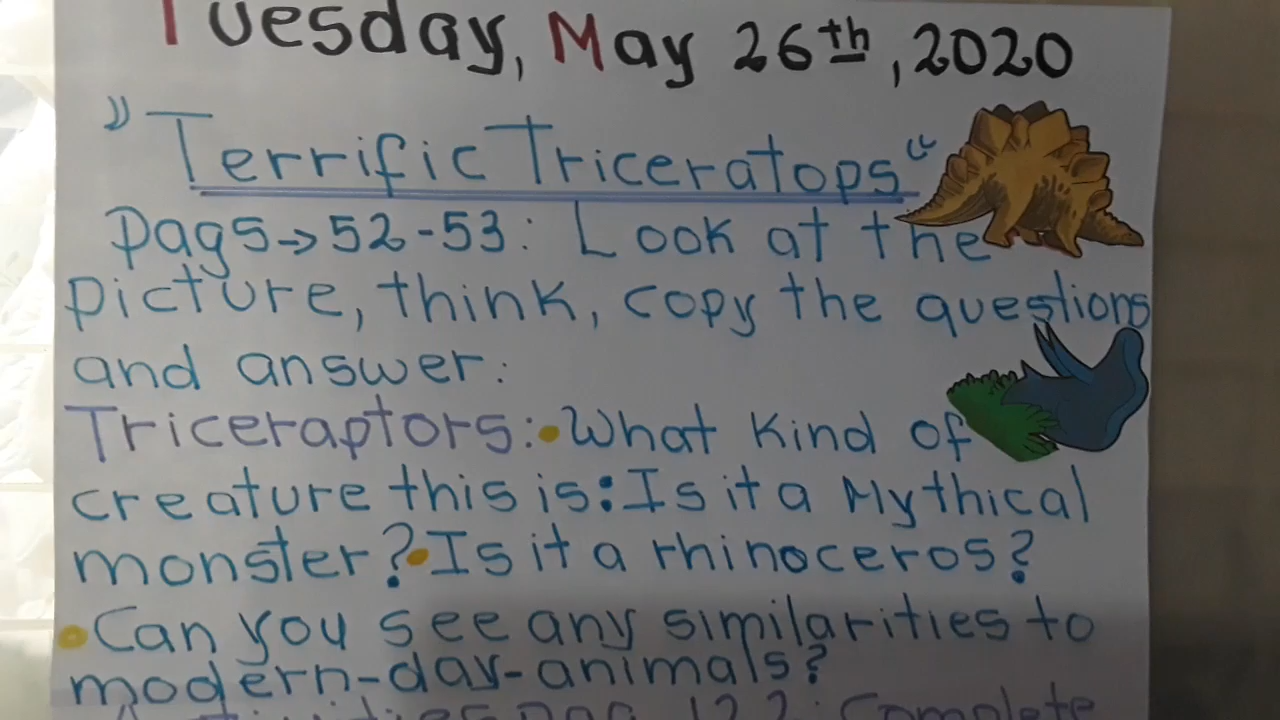 Tuesday, May 26th, 2020
"Terrific Triceratops"
pags→52-53: Look at the
picture, think, copy the questions
and answer:
Triceraptors: •What kind of
creature this is: Is it a Mythical
monster? •Is it a rhinoceros?
•Can you see any similarities to
modern-day-animals?
122: Complete